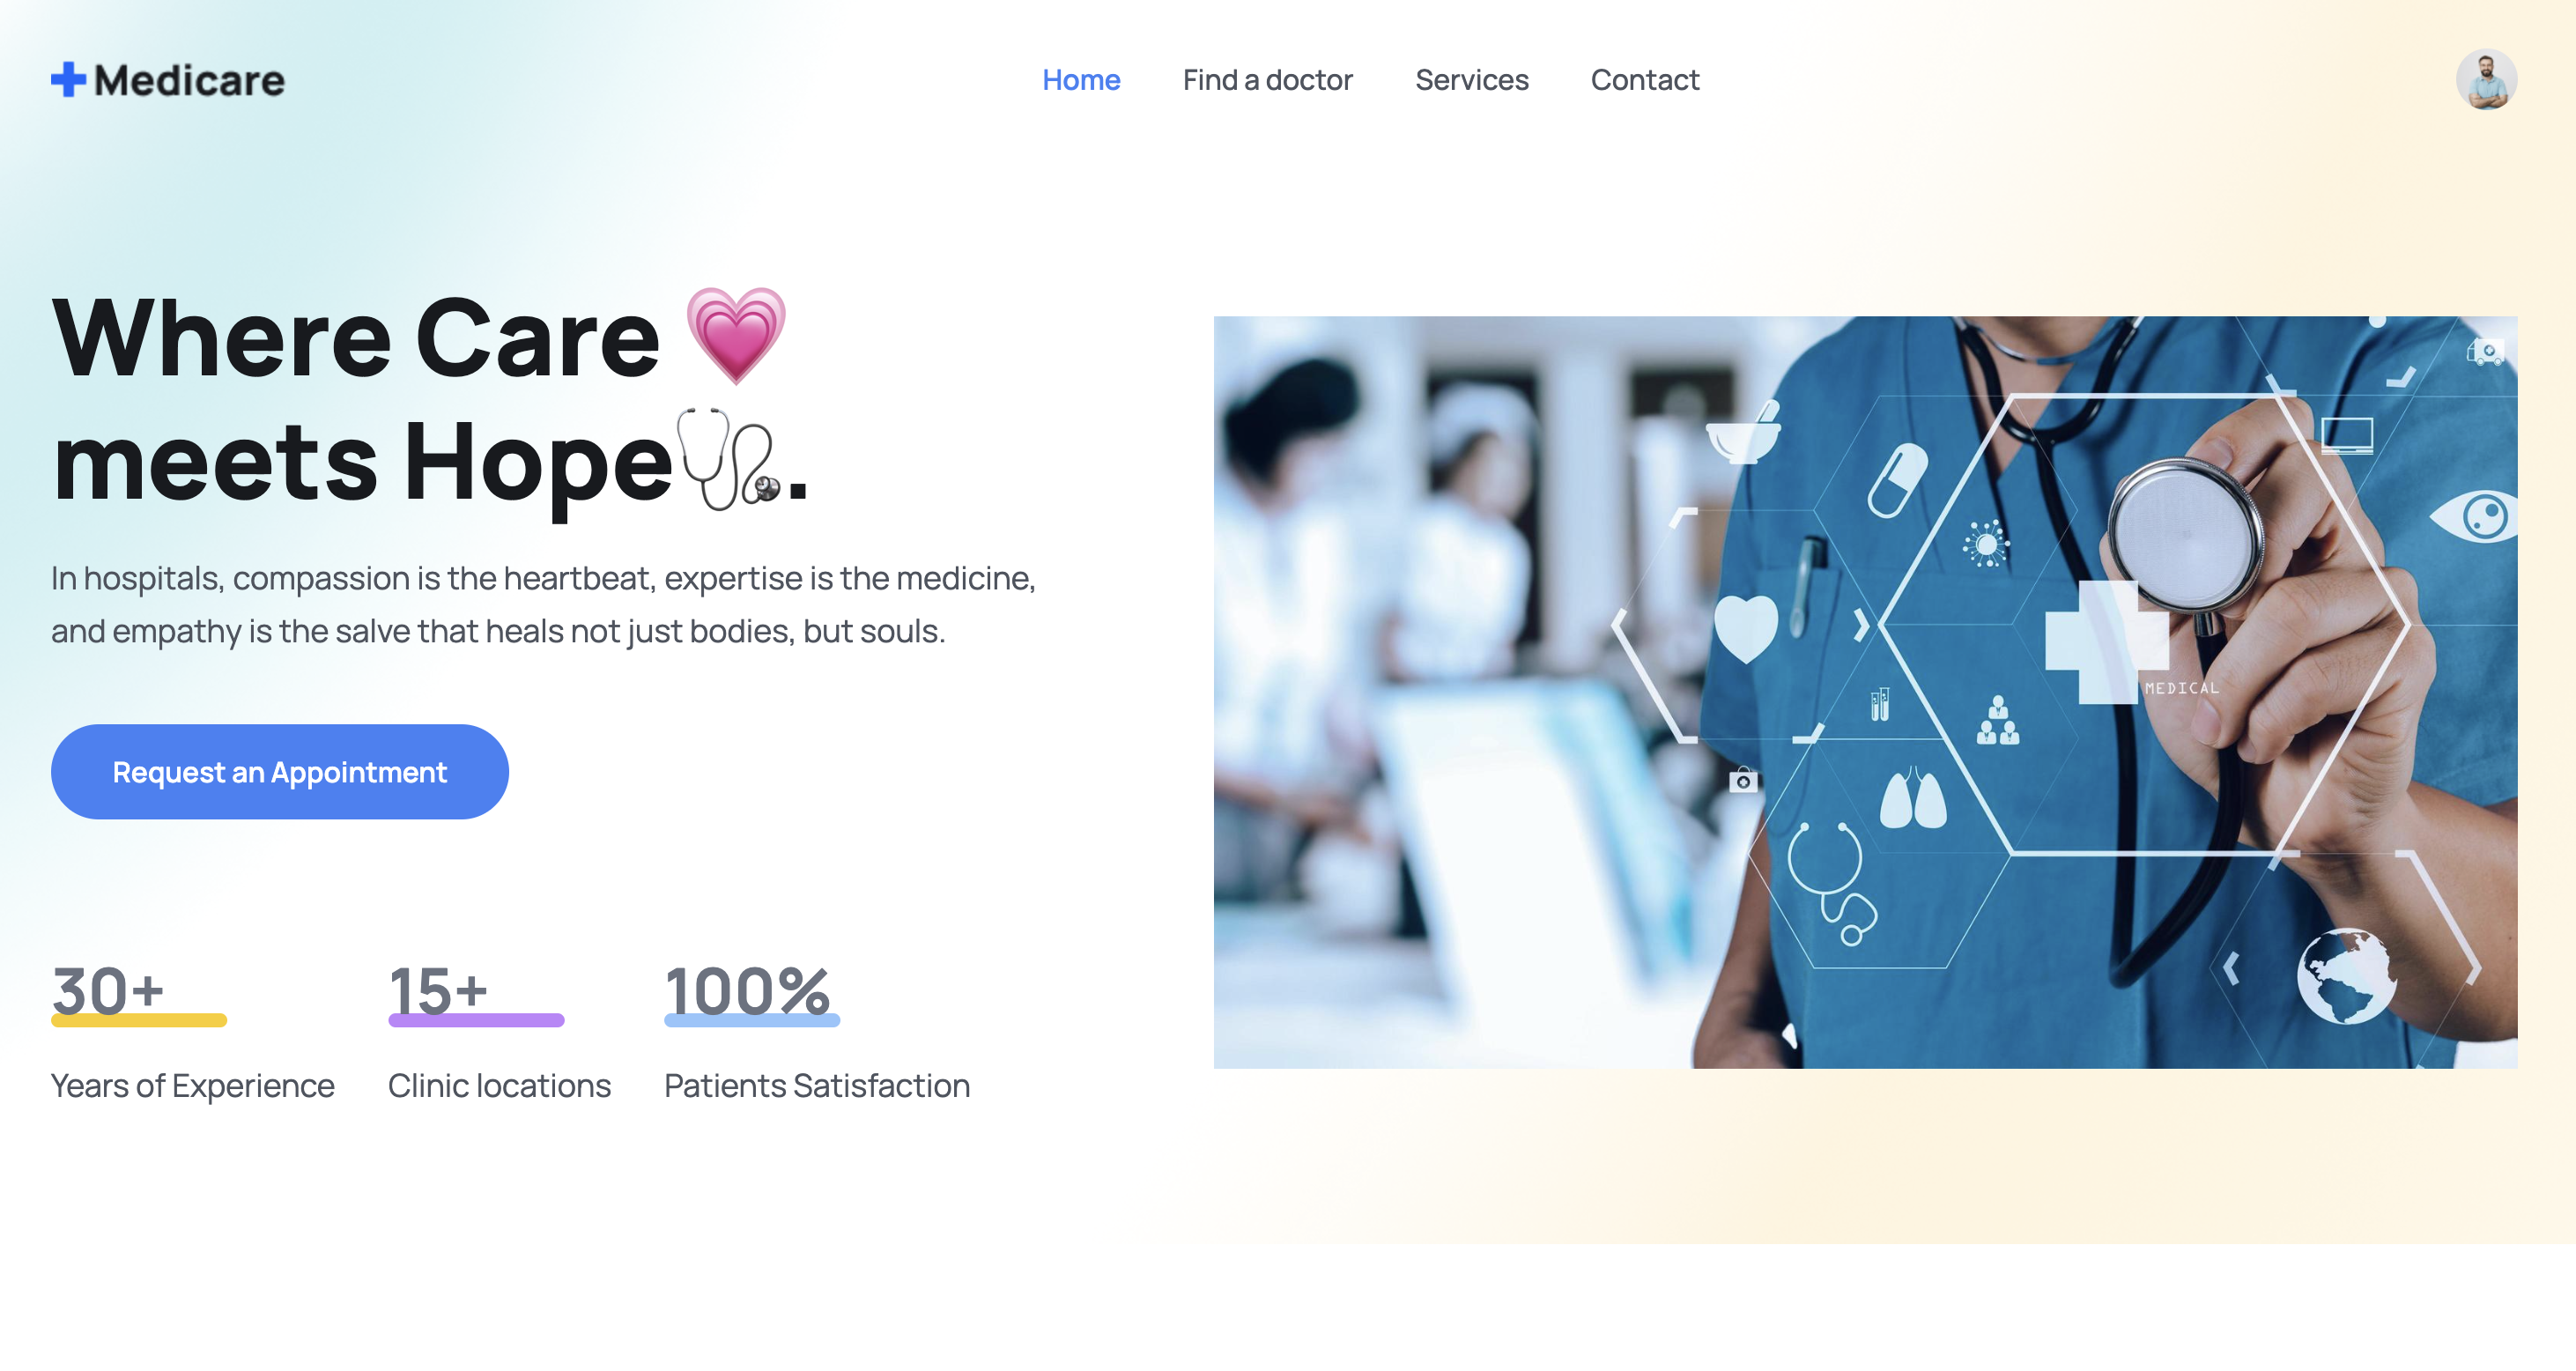 Medicare
Home
Find a doctor
Services
Contact
Where Care 💗
meets Hope🩺.
In hospitals, compassion is the heartbeat, expertise is the medicine,
and empathy is the salve that heals not just bodies, but souls.
Request an Appointment
30+
Years of Experience
15+
Clinic locations
100%
Patients Satisfaction
MEDICAL